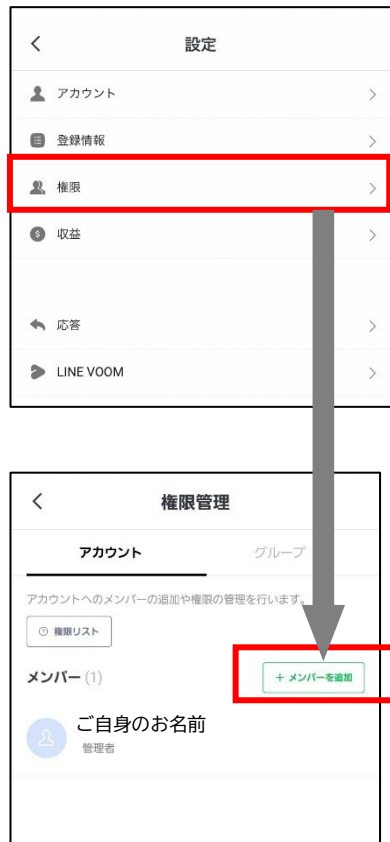 設定
アカウント
登録情報
権限
収益
応答
LINE VOOM
権限管理
アカウント
グループ
アカウントへのメンバーの追加や権限の管理を行います。
権限リスト
メンバー (1)
+ メンバーを追加
ご自身のお名前
管理者